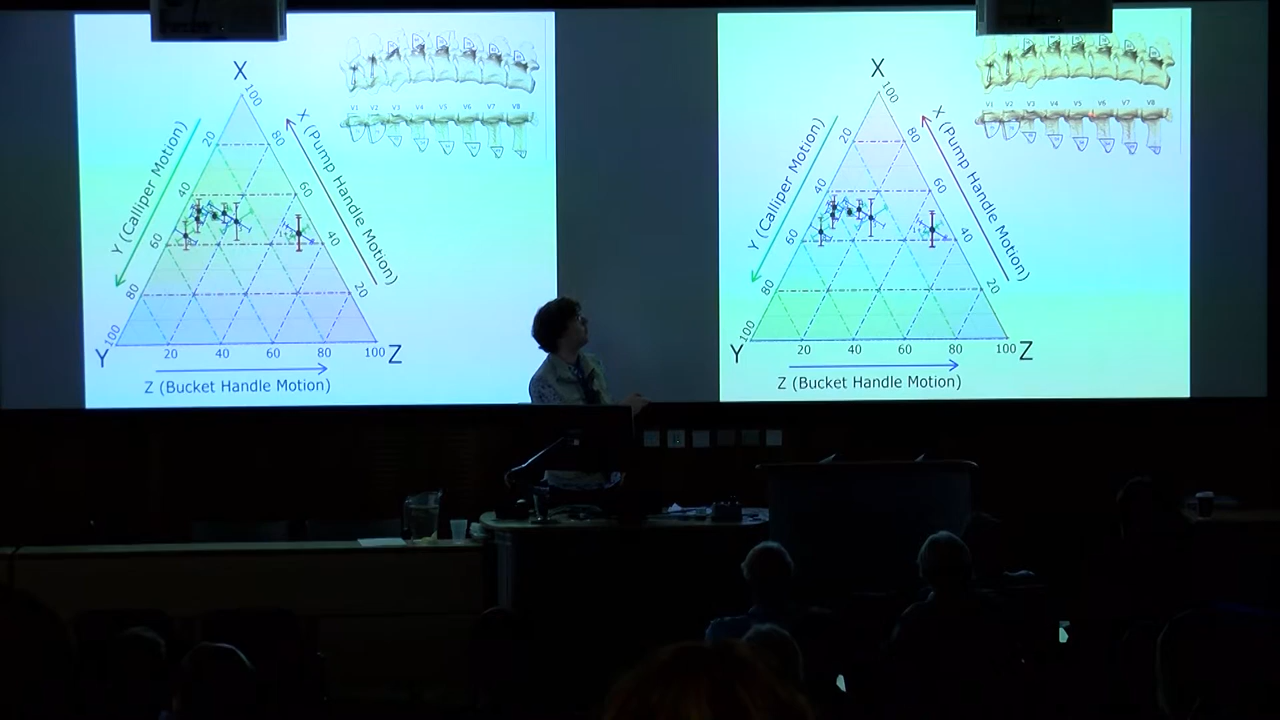 V1 V2 V3 V4 V5 V6 V7 V8
X
100
20
80
40
60
60
40
80
20
100
Y
20
40
60
80
100
Z
Y (Calliper Motion)
X (Pump Handle Motion)
Z (Bucket Handle Motion)
V1 V2 V3 V4 V5 V6 V7 V8
X
100
20
80
40
60
60
40
80
20
100
Y
20
40
60
80
100
Z
Y (Calliper Motion)
X (Pump Handle Motion)
Z (Bucket Handle Motion)